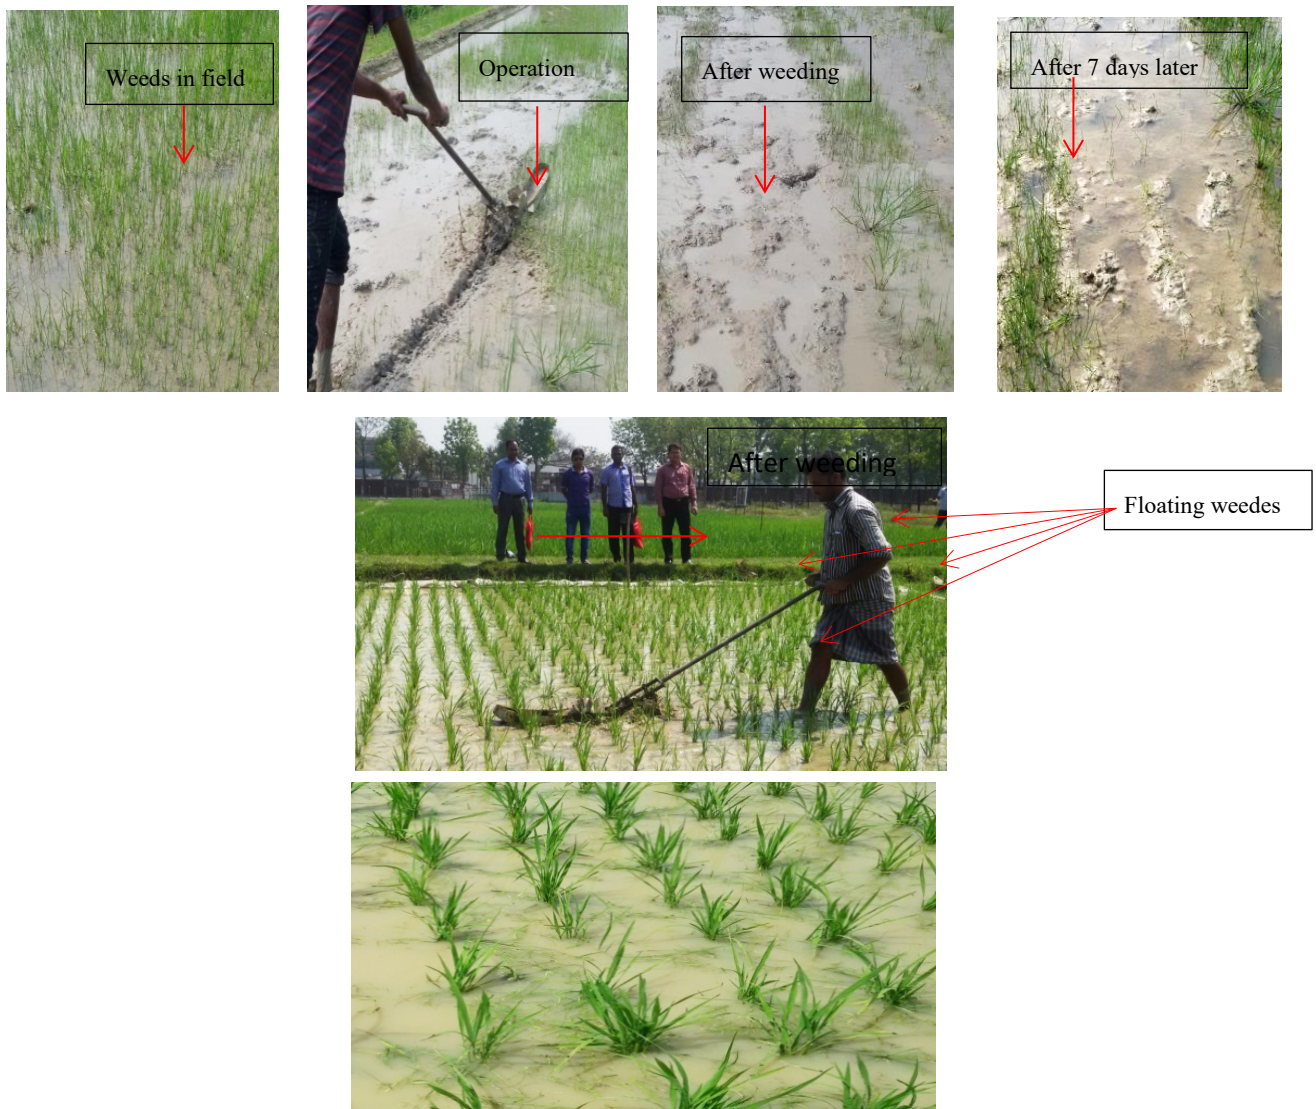 Weeds in field
Operation
After weeding
After 7 days later
After weeding
Floating weedes